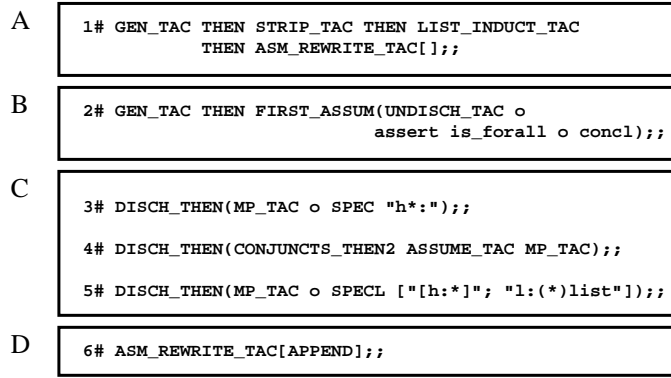 A
1# GEN_TAC THEN STRIP_TAC THEN LIST_INDUCT_TAC
THEN ASM_REWRITE_TAC[];;
B
2# GEN_TAC THEN FIRST_ASSUM(UNDISCH_TAC o
assert is_forall o concl);;
C
3# DISCH_THEN(MP_TAC o SPEC "h*:");;
4# DISCH_THEN(CONJUNCTS_THEN2 ASSUME_TAC MP_TAC);;
5# DISCH_THEN(MP_TAC o SPECL ["[h:*]"; "l:(*)list"]);;
D
6# ASM_REWRITE_TAC[APPEND];;